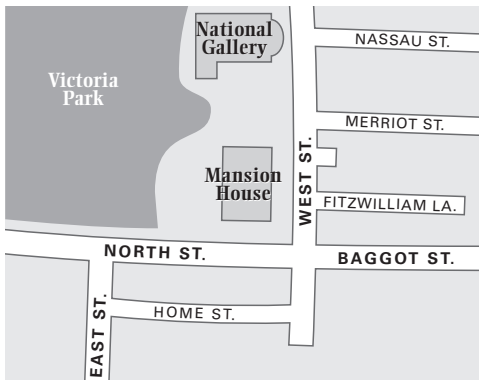 National
Gallery
NASSAU ST.
Victoria
Park
MERRIOT ST.
Mansion
House
WEST ST.
FITZWILLIAM LA.
NORTH ST.
BAGGOT ST.
EAST ST.
HOME ST.